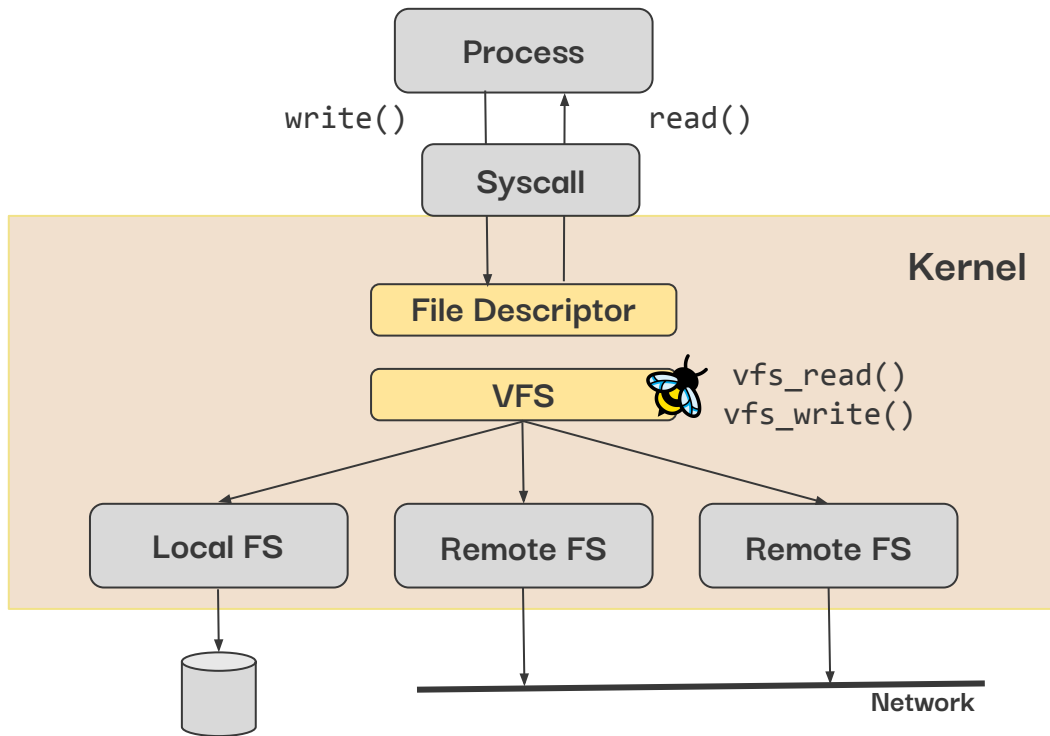 Process
write()
read()
Syscall
Kernel
File Descriptor
VFS
vfs_read()
vfs_write()
Local FS
Remote FS
Remote FS
Network